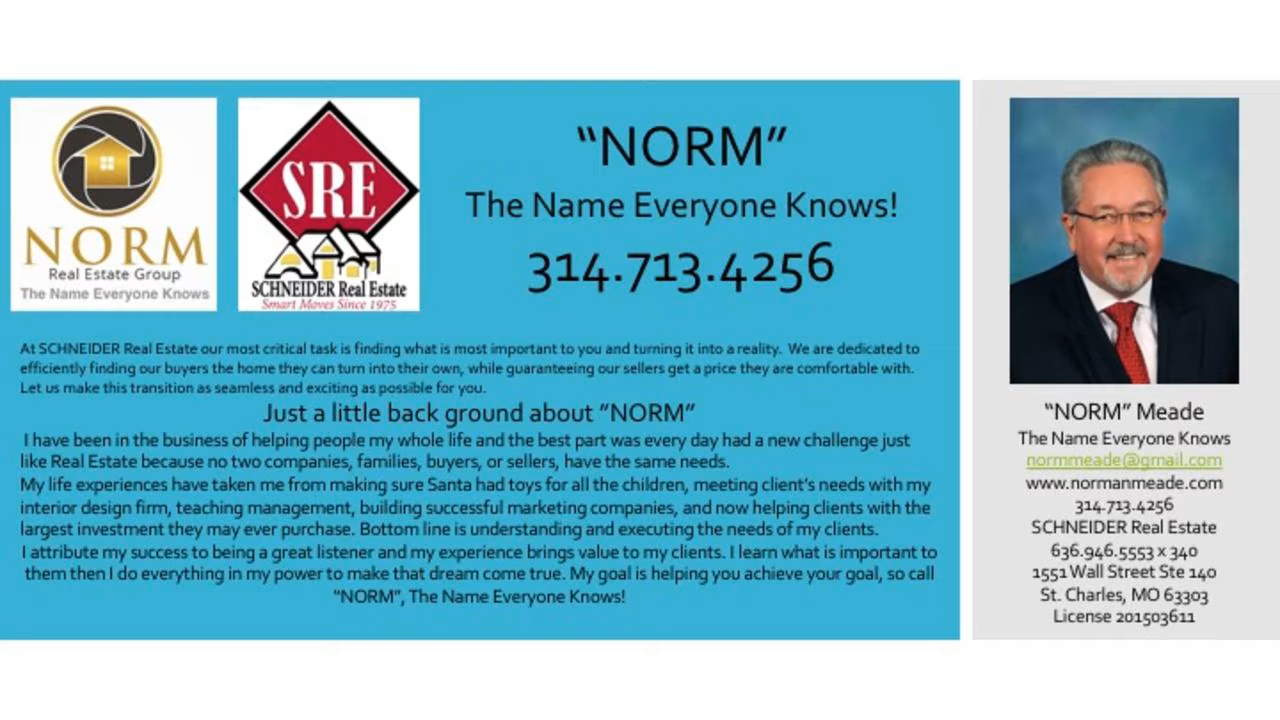 NORM
Real Estate Group
The Name Everyone Knows
SRE
SCHNEIDER Real Estate
Smart Moves Since 1975
“NORM”
The Name Everyone Knows!
314.713.4256
At SCHNEIDER Real Estate our most critical task is finding what is most important to you and turning it into a reality. We are dedicated to
efficiently finding our buyers the home they can turn into their own, while guaranteeing our sellers get a price they are comfortable with.
Let us make this transition as seamless and exciting as possible for you.
Just a little back ground about “NORM”
I have been in the business of helping people my whole life and the best part was every day had a new challenge just
like Real Estate because no two companies, families, buyers, or sellers, have the same needs.
My life experiences have taken me from making sure Santa had toys for all the children, meeting client’s needs with my
interior design firm, teaching management, building successful marketing companies, and now helping clients with the
largest investment they may ever purchase. Bottom line is understanding and executing the needs of my clients.
I attribute my success to being a great listener and my experience brings value to my clients. I learn what is important to
them then I do everything in my power to make that dream come true. My goal is helping you achieve your goal, so call
“NORM”, The Name Everyone Knows!
“NORM” Meade
The Name Everyone Knows
normmeade@gmail.com
www.normanmeade.com
314.713.4256
SCHNEIDER Real Estate
636.946.5553 x 340
1551 Wall Street Ste 140
St. Charles, MO 63303
License 201503611